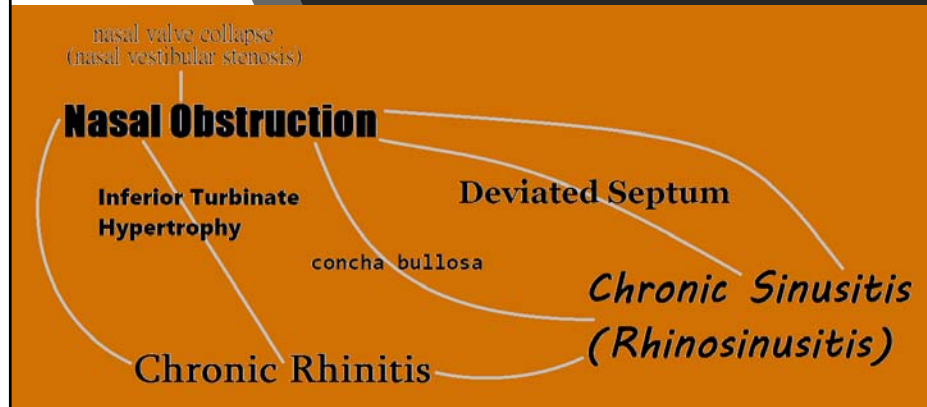 nasal valve collapse
(nasal vestibular stenosis)
Nasal Obstruction
Inferior Turbinate
Hypertrophy
Deviated Septum
concha bullosa
Chronic Sinusitis
(Rhinosinusitis)
Chronic Rhinitis